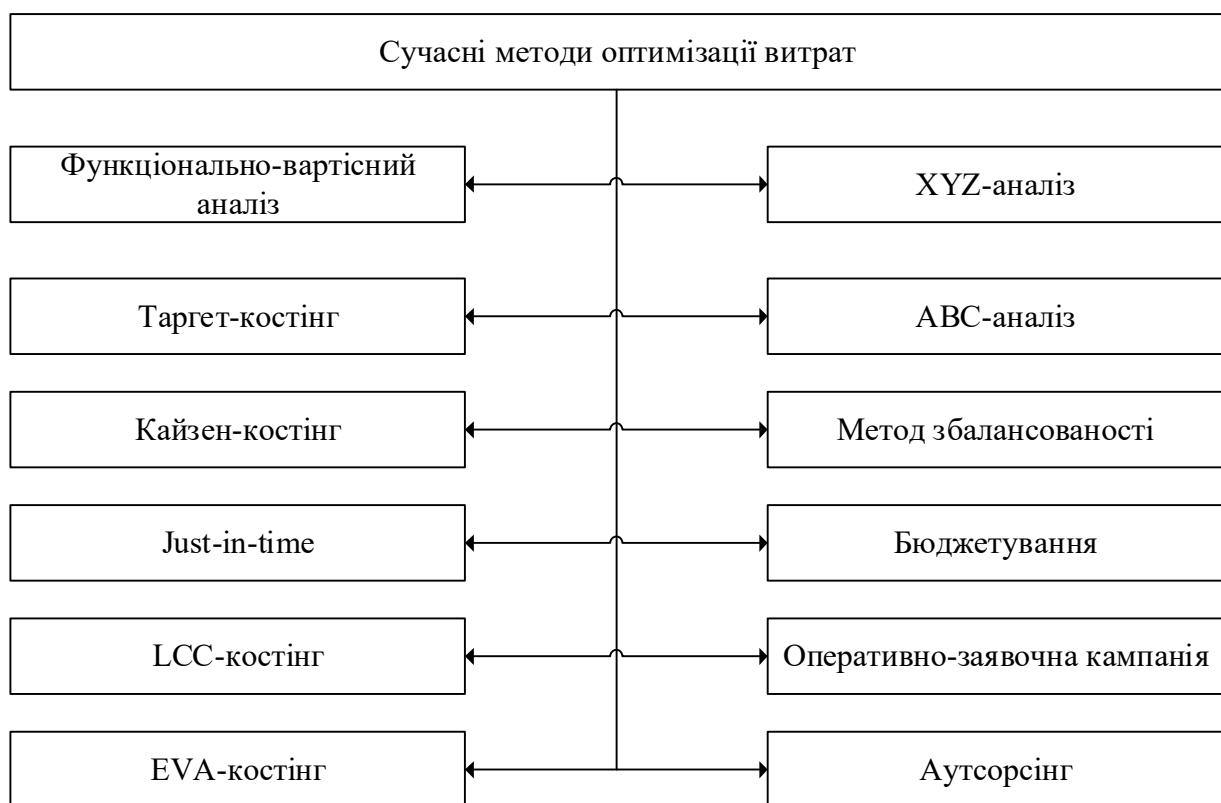 Сучасні методи оптимізації витрат
Функціонально-вартісний
аналіз
XYZ-аналіз
Таргет-костінг
ABC-аналіз
Кайзен-костінг
Метод збалансованості
Just-in-time
Бюджетування
LCC-костінг
Оперативно-заявочна кампанія
EVA-костінг
Аутсорсінг